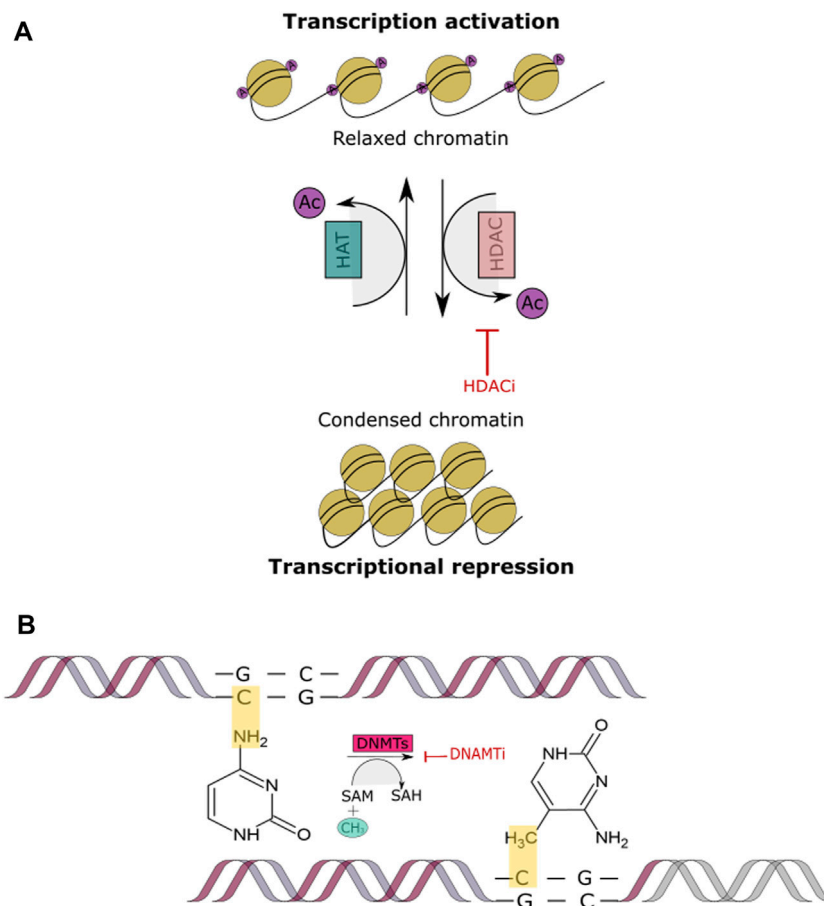 A
Transcription activation
A A A A A A A A
Relaxed chromatin
Ac
HAT
HDAC
Ac
HDACi
Condensed chromatin
Transcriptional repression
B
G C
C G
NH₂
N
NH O
DNMTs
DNAMTi
SAM SAH
+
CH₃
O
NH
N
H₃C NH₂
C G
G C